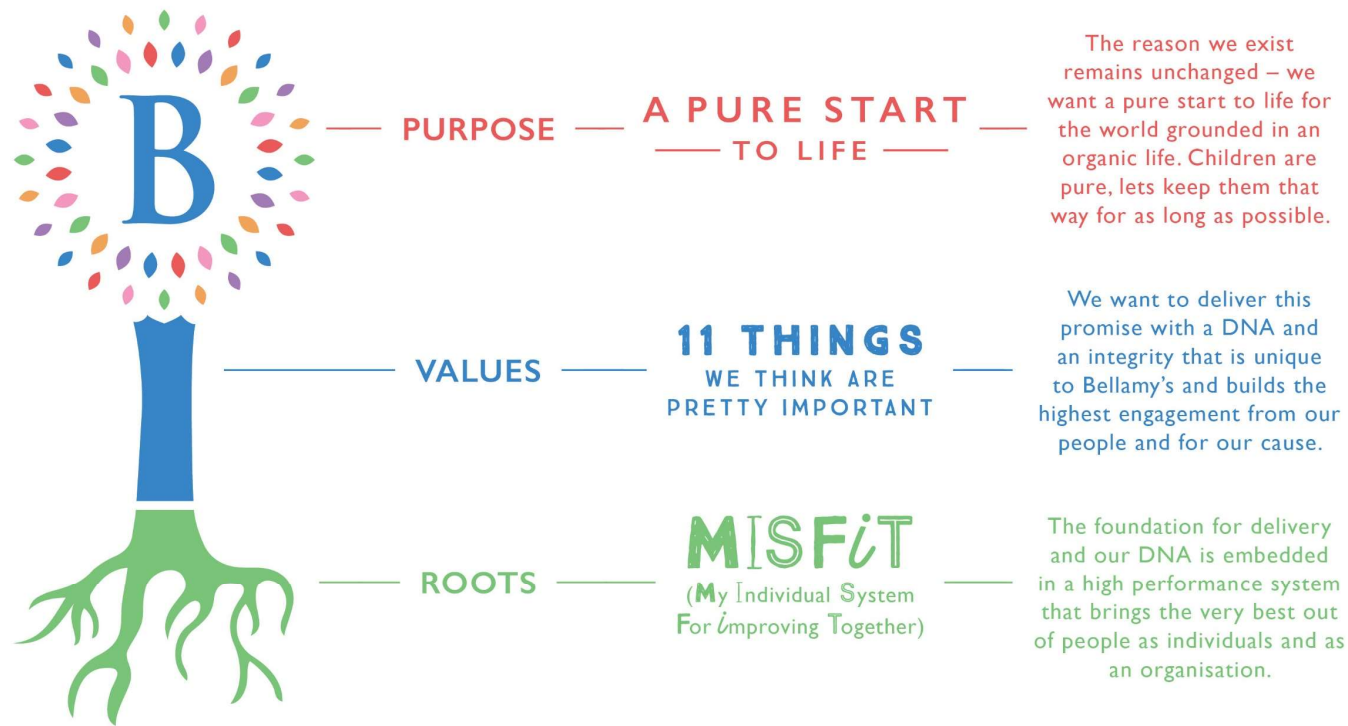 B
PURPOSE
A PURE START
TO LIFE
The reason we exist
remains unchanged – we
want a pure start to life for
the world grounded in an
organic life. Children are
pure, lets keep them that
way for as long as possible.
VALUES
11 THINGS
WE THINK ARE
PRETTY IMPORTANT
We want to deliver this
promise with a DNA and
an integrity that is unique
to Bellamy's and builds the
highest engagement from our
people and for our cause.
ROOTS
MISFiT
(My Individual System
For improving Together)
The foundation for delivery
and our DNA is embedded
in a high performance system
that brings the very best out
of people as individuals and as
an organisation.